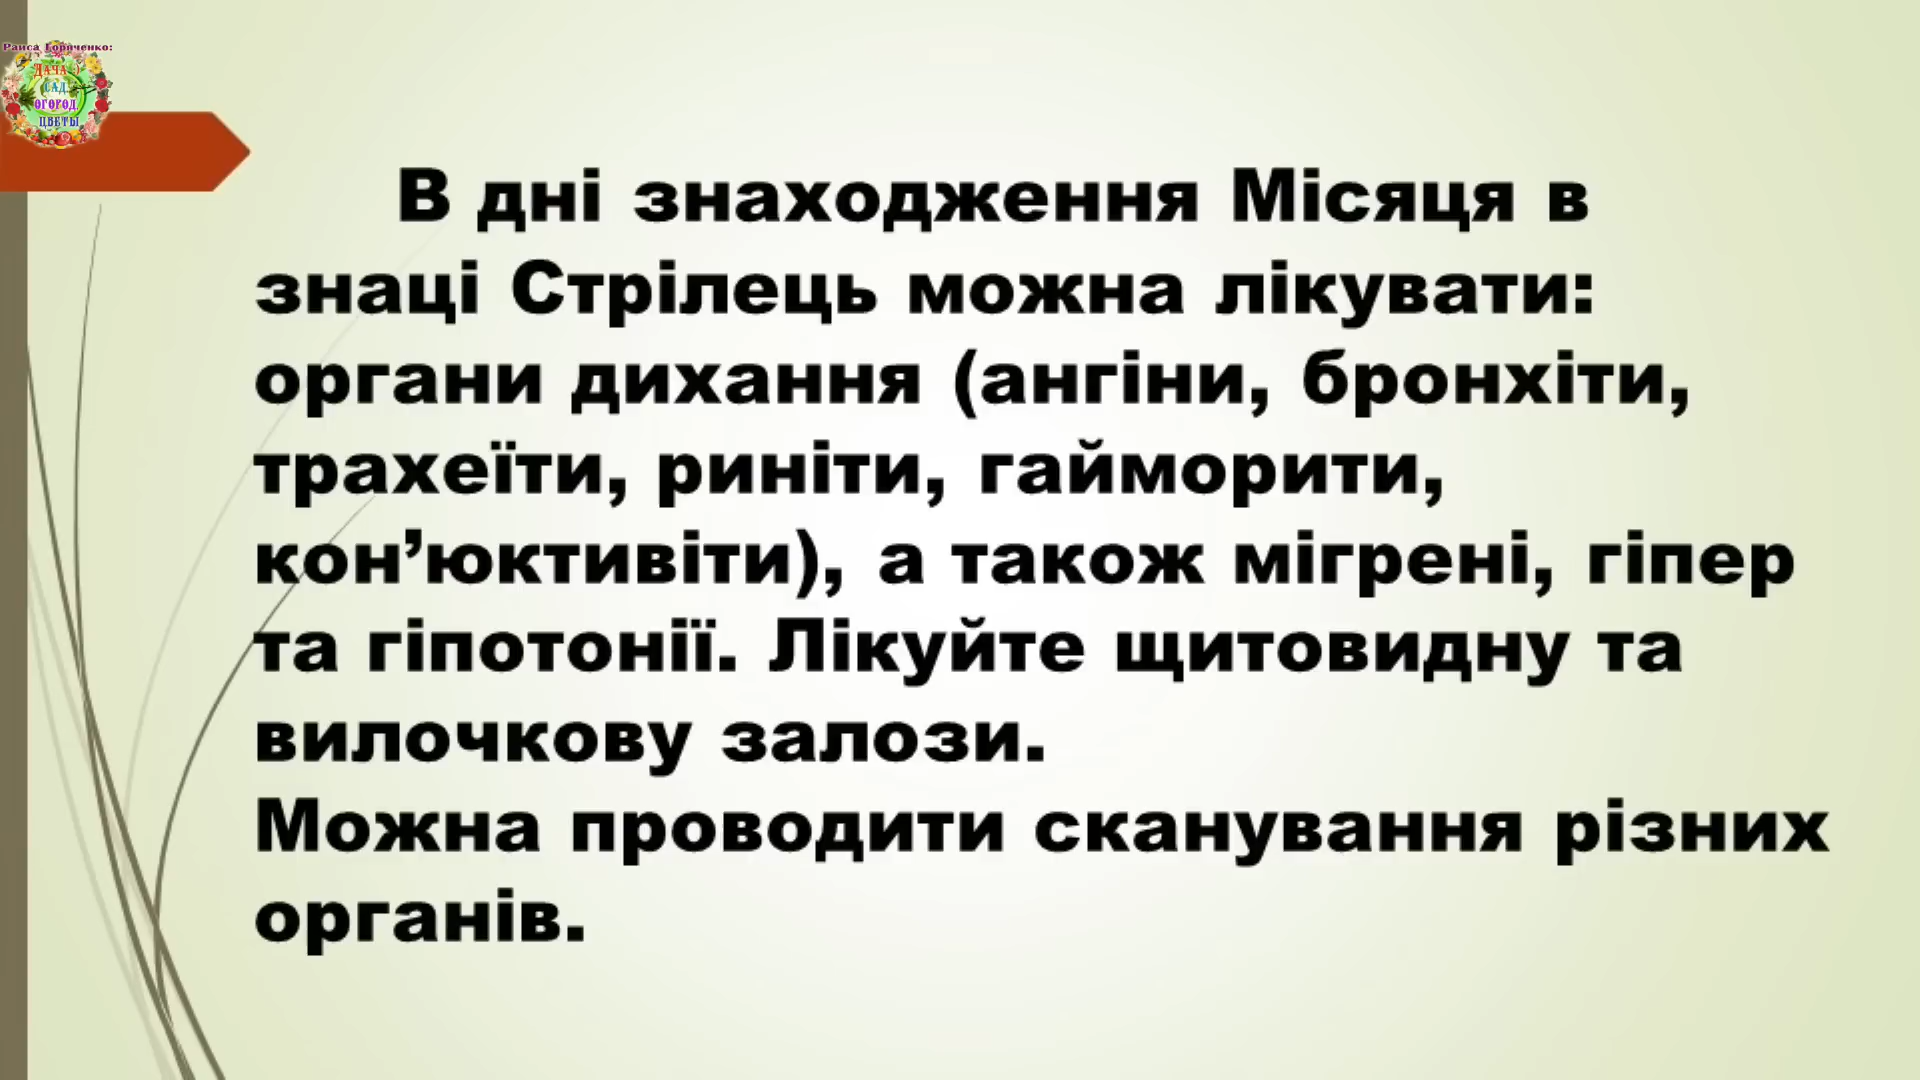 Раиса Горяченко:
ДАЧА
САД,
ОГОРОД,
ЦВЕТЫ
В дні знаходження Місяця в
знаці Стрілець можна лікувати:
органи дихання (ангіни, бронхіти,
трахеїти, риніти, гайморити,
кон’юктивіти), а також мігрені, гіпер
та гіпотонії. Лікуйте щитовидну та
вилочкову залози.
Можна проводити сканування різних
органів.